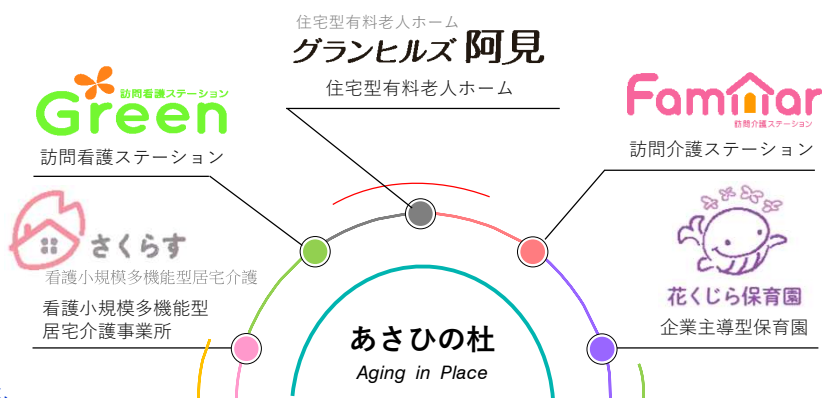 住宅型有料老人ホーム
グランヒルズ 阿見
住宅型有料老人ホーム
訪問看護ステーション
Green
訪問看護ステーション
Familiar
訪問介護ステーション
訪問介護ステーション
さくらす
看護小規模多機能型居宅介護
看護小規模多機能型
居宅介護事業所
花くじら保育園
企業主導型保育園
あさひの杜
Aging in Place